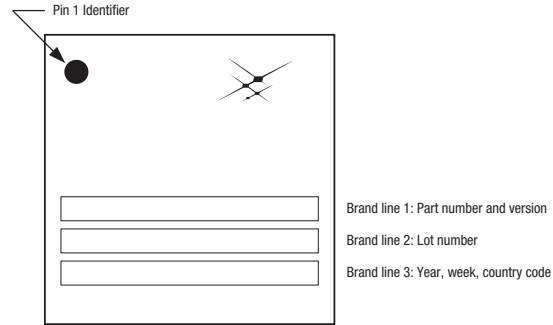 Pin 1 Identifier
Brand line 1: Part number and version
Brand line 2: Lot number
Brand line 3: Year, week, country code